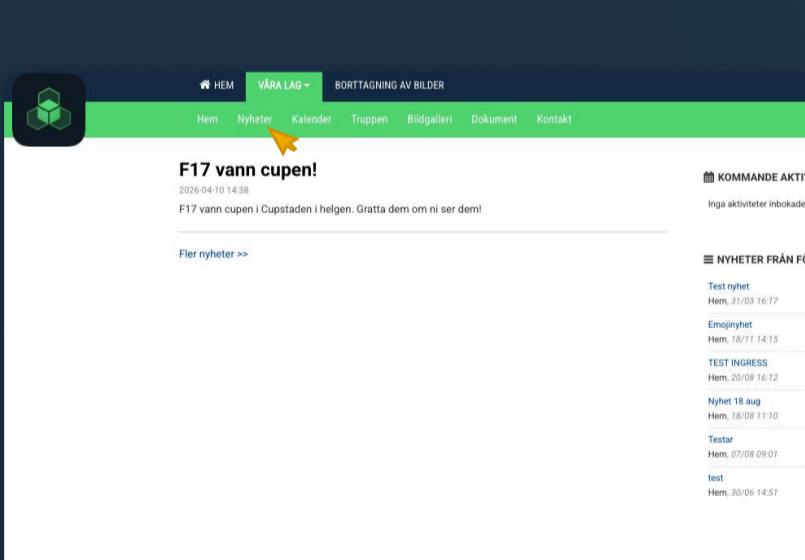 HEM VÅRA LAG BORTTAGNING AV BILDER
Hem Nyheter Kalender Truppen Bildgalleri Dokument Kontakt
F17 vann cupen!
2026-04-10 14:38
F17 vann cupen i Cupstaden i helgen. Gratta dem om ni ser dem!
Fler nyheter >>
KOMMANDE AKTI
Inga aktiviteter inbokade
NYHETER FRÅN FÖ
Test nyhet
Hem, 31/03 16:17
Emojinyhet
Hem, 18/11 14:15
TEST INGRESS
Hem, 20/08 16:12
Nyhet 18 aug
Hem, 18/08 11:10
Testar
Hem, 07/08 09:01
test
Hem, 30/06 14:51